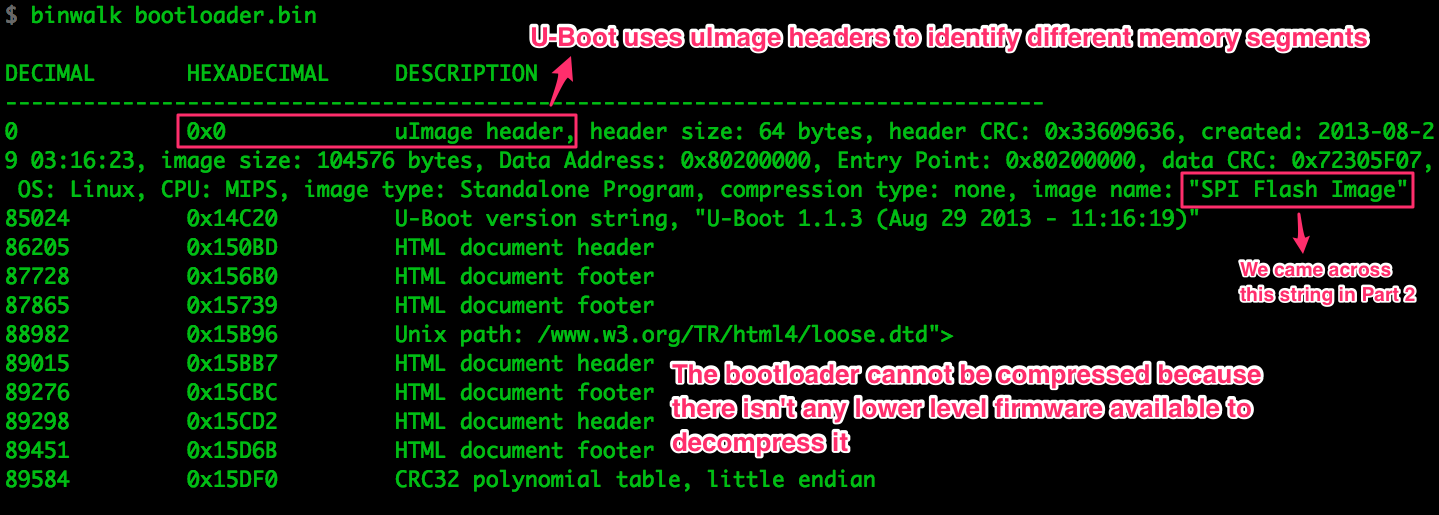 $ binwalk bootloader.bin
U-Boot uses uImage headers to identify different memory segments
DECIMAL HEXADECIMAL DESCRIPTION
--------------------------------------------------------------------------------
0 0x0 uImage header, header size: 64 bytes, header CRC: 0x33609636, created: 2013-08-2
9 03:16:23, image size: 104576 bytes, Data Address: 0x80200000, Entry Point: 0x80200000, data CRC: 0x72305F07,
OS: Linux, CPU: MIPS, image type: Standalone Program, compression type: none, image name: "SPI Flash Image"
85024 0x14C20 U-Boot version string, "U-Boot 1.1.3 (Aug 29 2013 - 11:16:19)"
86205 0x150BD HTML document header
87728 0x156B0 HTML document footer
We came across
this string in Part 2
87865 0x15739 HTML document footer
88982 0x15B96 Unix path: /www.w3.org/TR/html4/loose.dtd">
89015 0x15BB7 HTML document header
89276 0x15CBC HTML document footer
89298 0x15CD2 HTML document header
89451 0x15D6B HTML document footer
The bootloader cannot be compressed because
there isn't any lower level firmware available to
decompress it
89584 0x15DF0 CRC32 polynomial table, little endian